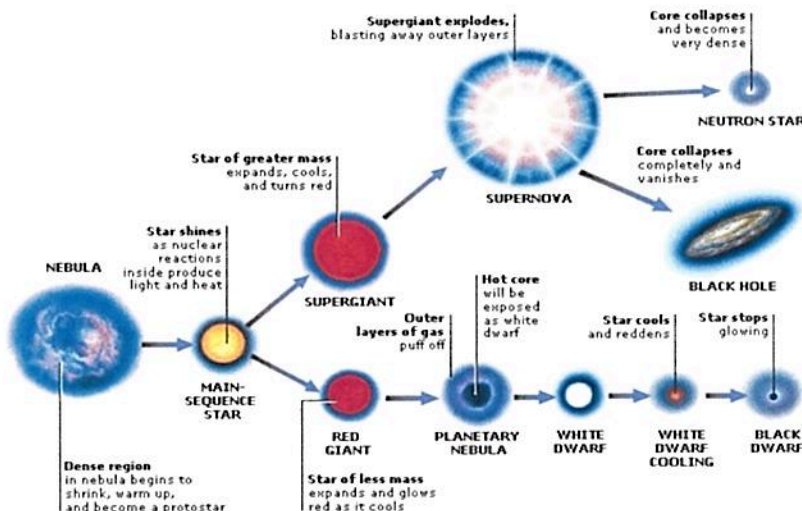 Supergiant explodes,
blasting away outer layers
Core collapses
and becomes
very dense
NEUTRON STAR
Star of greater mass
expands, cools,
and turns red
SUPERNOVA
Core collapses
completely and
vanishes
BLACK HOLE
Star shines
as nuclear
reactions
inside produce
light and heat
NEBULA
SUPERGIANT
Outer
layers of gas
puff off
Hot core
will be
exposed
as white
dwarf
Star cools
and reddens
Star stops
glowing
MAIN-
SEQUENCE
STAR
RED
GIANT
PLANETARY
NEBULA
WHITE
DWARF
WHITE
DWARF
COOLING
BLACK
DWARF
Dense region
in nebula begins to
shrink, warm up,
and become a protostar
Star of less mass
expands and glows
red as it cools